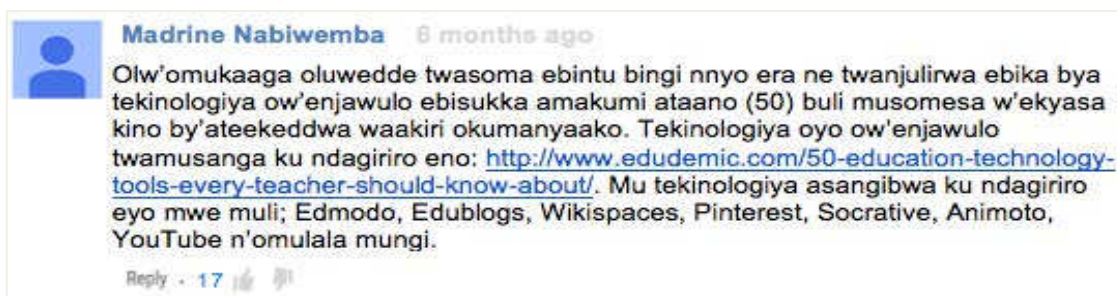 Madrine Nabiwemba 6 months ago
Olw'omukaaga oluwedde twasoma ebintu bingi nnyo era ne twanjulirwa ebika bya
tekinologiya ow'enjawulo ebisukka amakumi ataano (50) buli musomesa w'ekyasa
kino by'ateekeddwa waakiri okumanyaako. Tekinologiya oyo ow'enjawulo
twamusanga ku ndagiriro eno: http://www.edudemic.com/50-education-technology-
tools-every-teacher-should-know-about/. Mu tekinologiya asangibwa ku ndagiriro
eyo mwe muli; Edmodo, Edublogs, Wikispaces, Pinterest, Socrative, Animoto,
YouTube n'omulala mungi.
Reply · 17